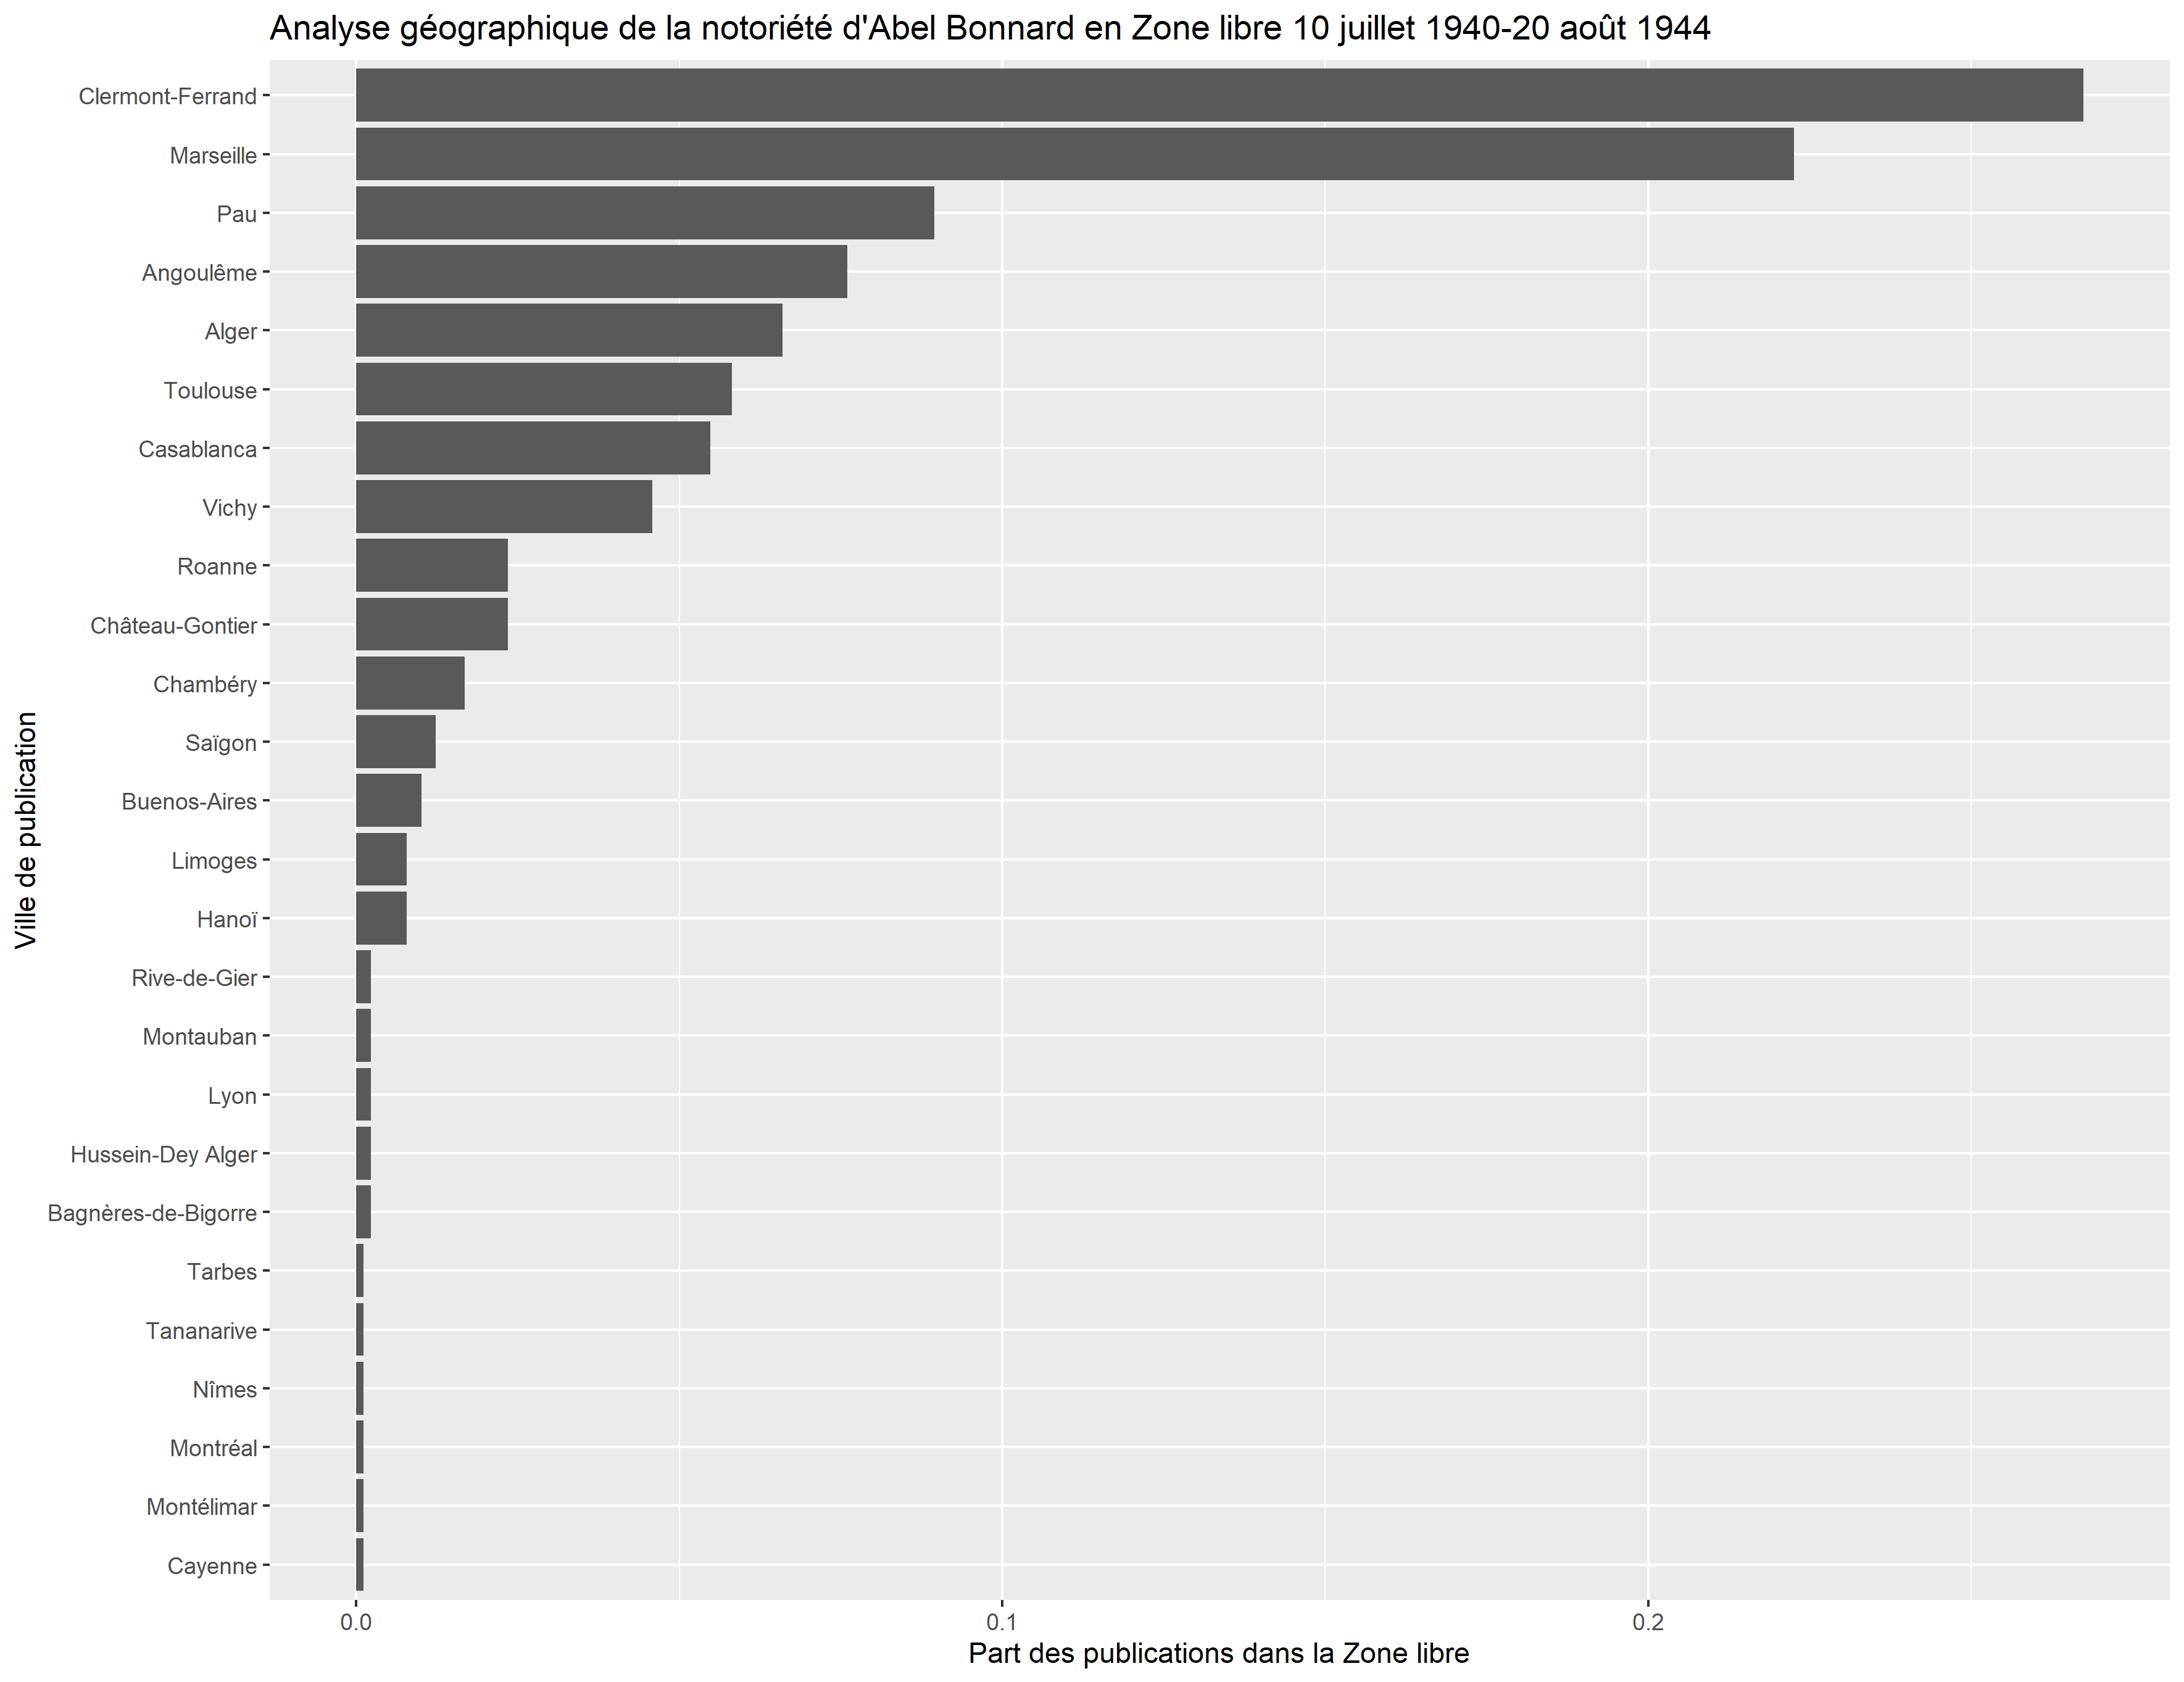 Analyse géographique de la notoriété d'Abel Bonnard en Zone libre 10 juillet 1940-20 août 1944
Ville de publication
Clermont-Ferrand
Marseille
Pau
Angoulême
Alger
Toulouse
Casablanca
Vichy
Roanne
Château-Gontier
Chambéry
Saïgon
Buenos-Aires
Limoges
Hanoï
Rive-de-Gier
Montauban
Lyon
Hussein-Dey Alger
Bagnères-de-Bigorre
Tarbes
Tananarive
Nîmes
Montréal
Montélimar
Cayenne
0.0 0.1 0.2
Part des publications dans la Zone libre